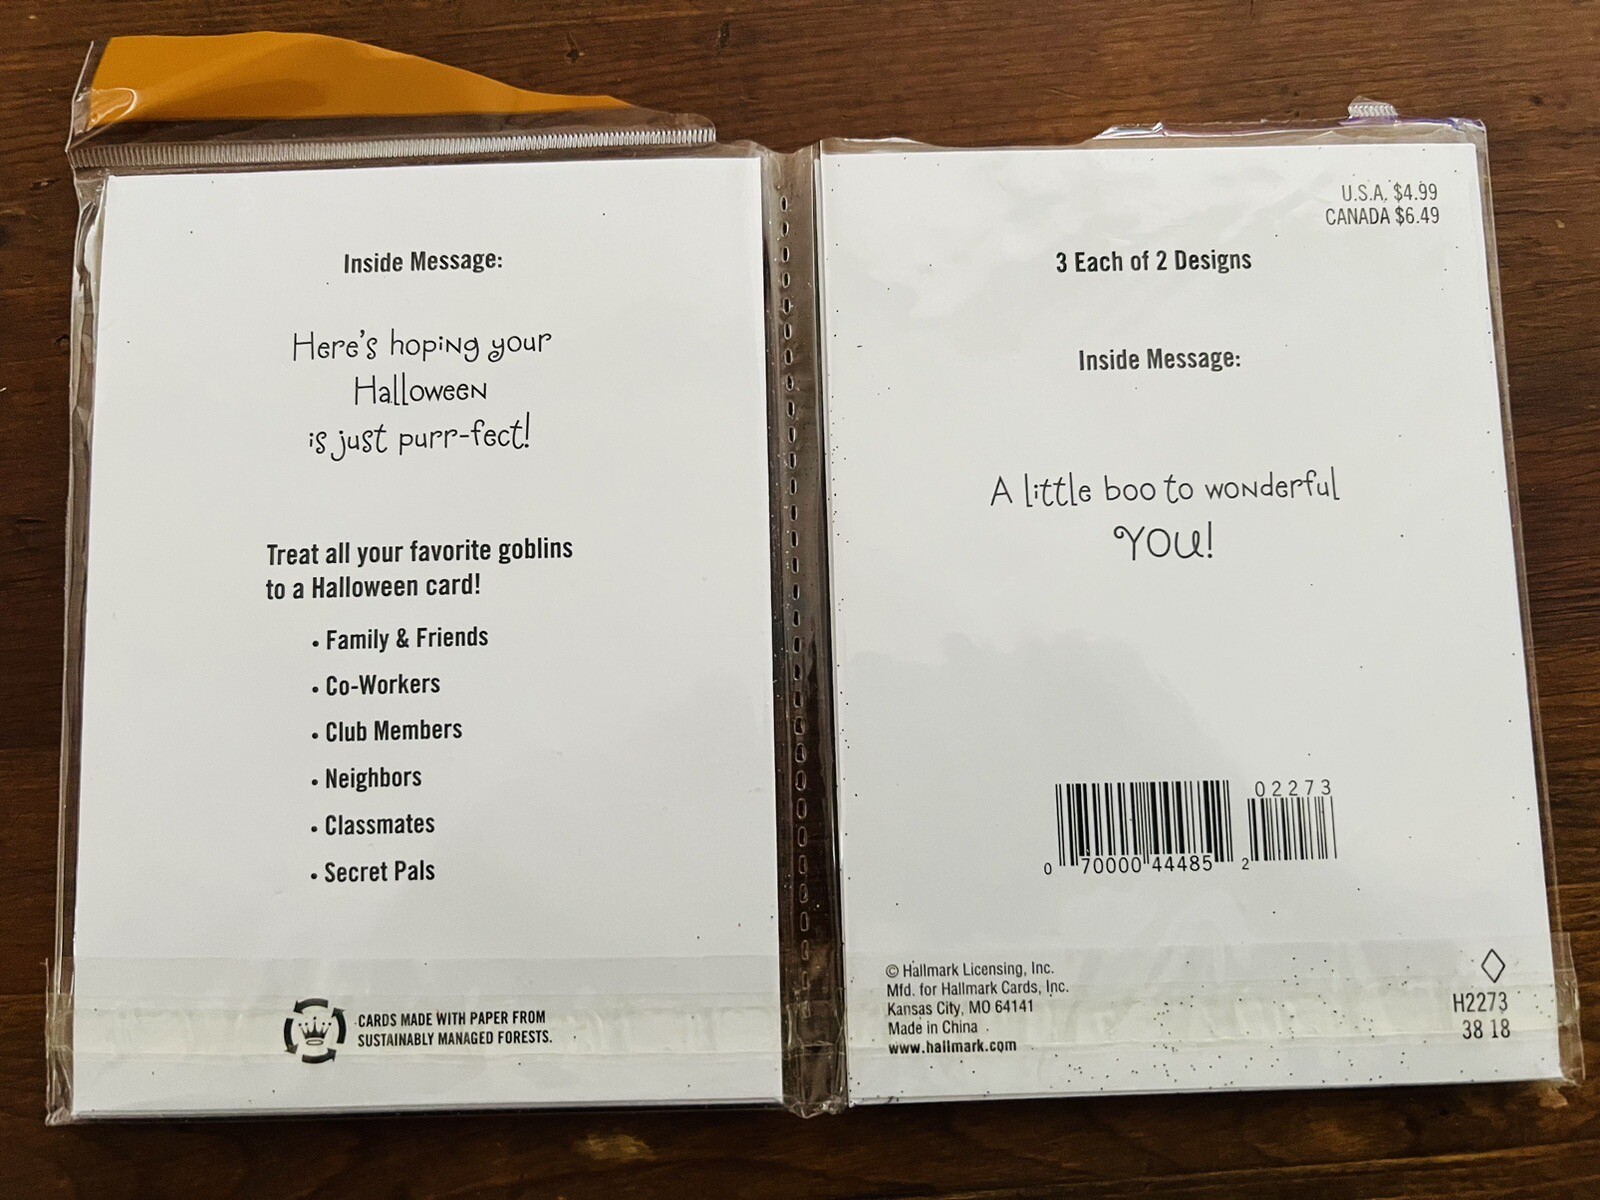 Inside Message:
Here's hoping your
Halloween
is just purr-fect!
Treat all your favorite goblins
to a Halloween card!
• Family & Friends
• Co-Workers
• Club Members
• Neighbors
• Classmates
• Secret Pals
CARDS MADE WITH PAPER FROM
SUSTAINABLY MANAGED FORESTS.
U.S.A. $4.99
CANADA $6.49
3 Each of 2 Designs
Inside Message:
A little boo to wonderful
YOU!
02273
0 70000 44485 2
© Hallmark Licensing, Inc.
Mfd. for Hallmark Cards, Inc.
Kansas City, MO 64141
Made in China
www.hallmark.com
H2273
38 18